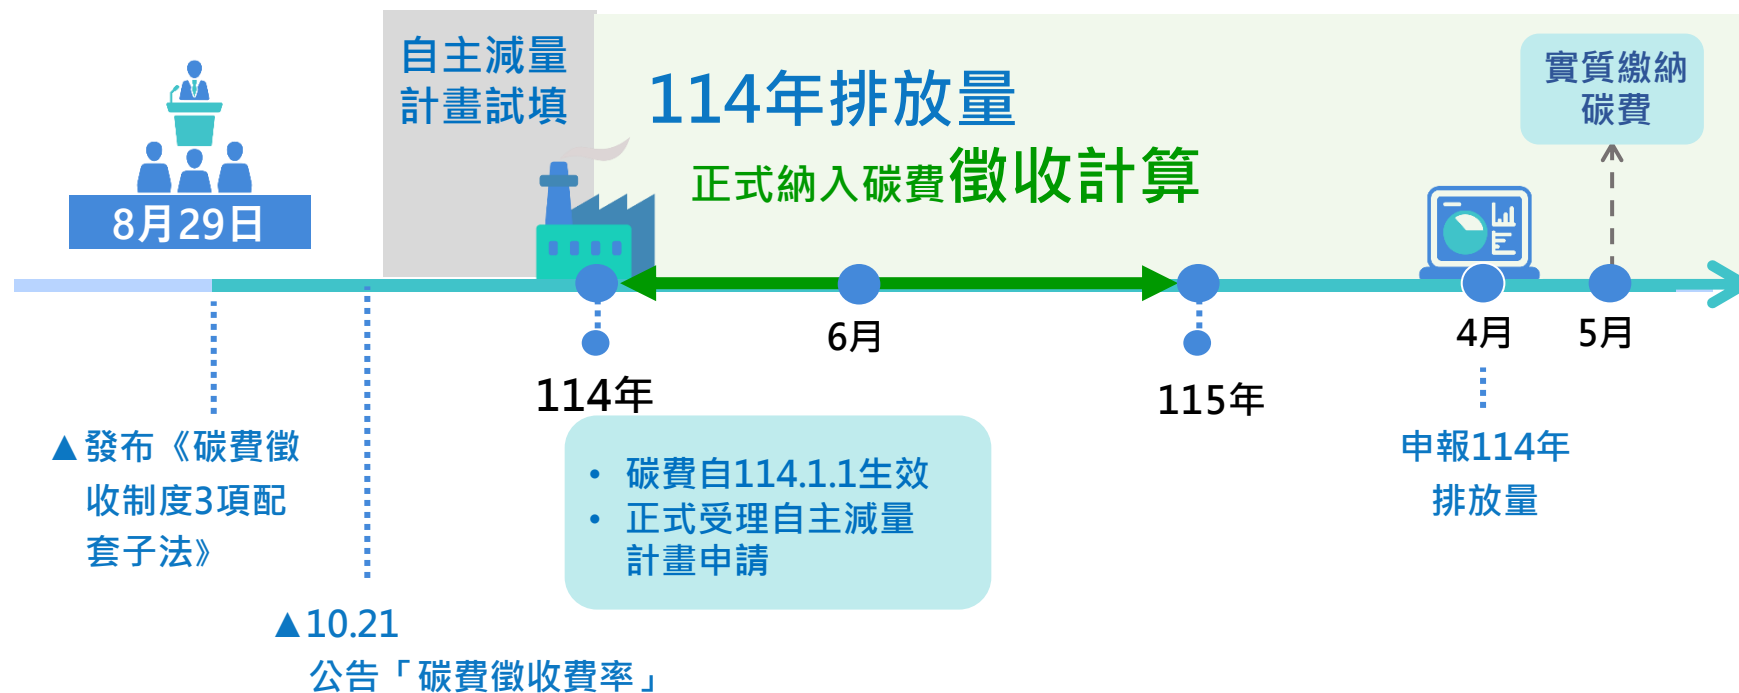 自主減量
計畫試填
114年排放量
正式納入碳費徵收計算
實質繳納
碳費
8月29日
6月
4月
5月
114年
115年
▲發布《碳費徵
收制度3項配
套子法》
• 碳費自114.1.1生效
• 正式受理自主減量
計畫申請
申報114年
排放量
▲10.21
公告「碳費徵收費率」